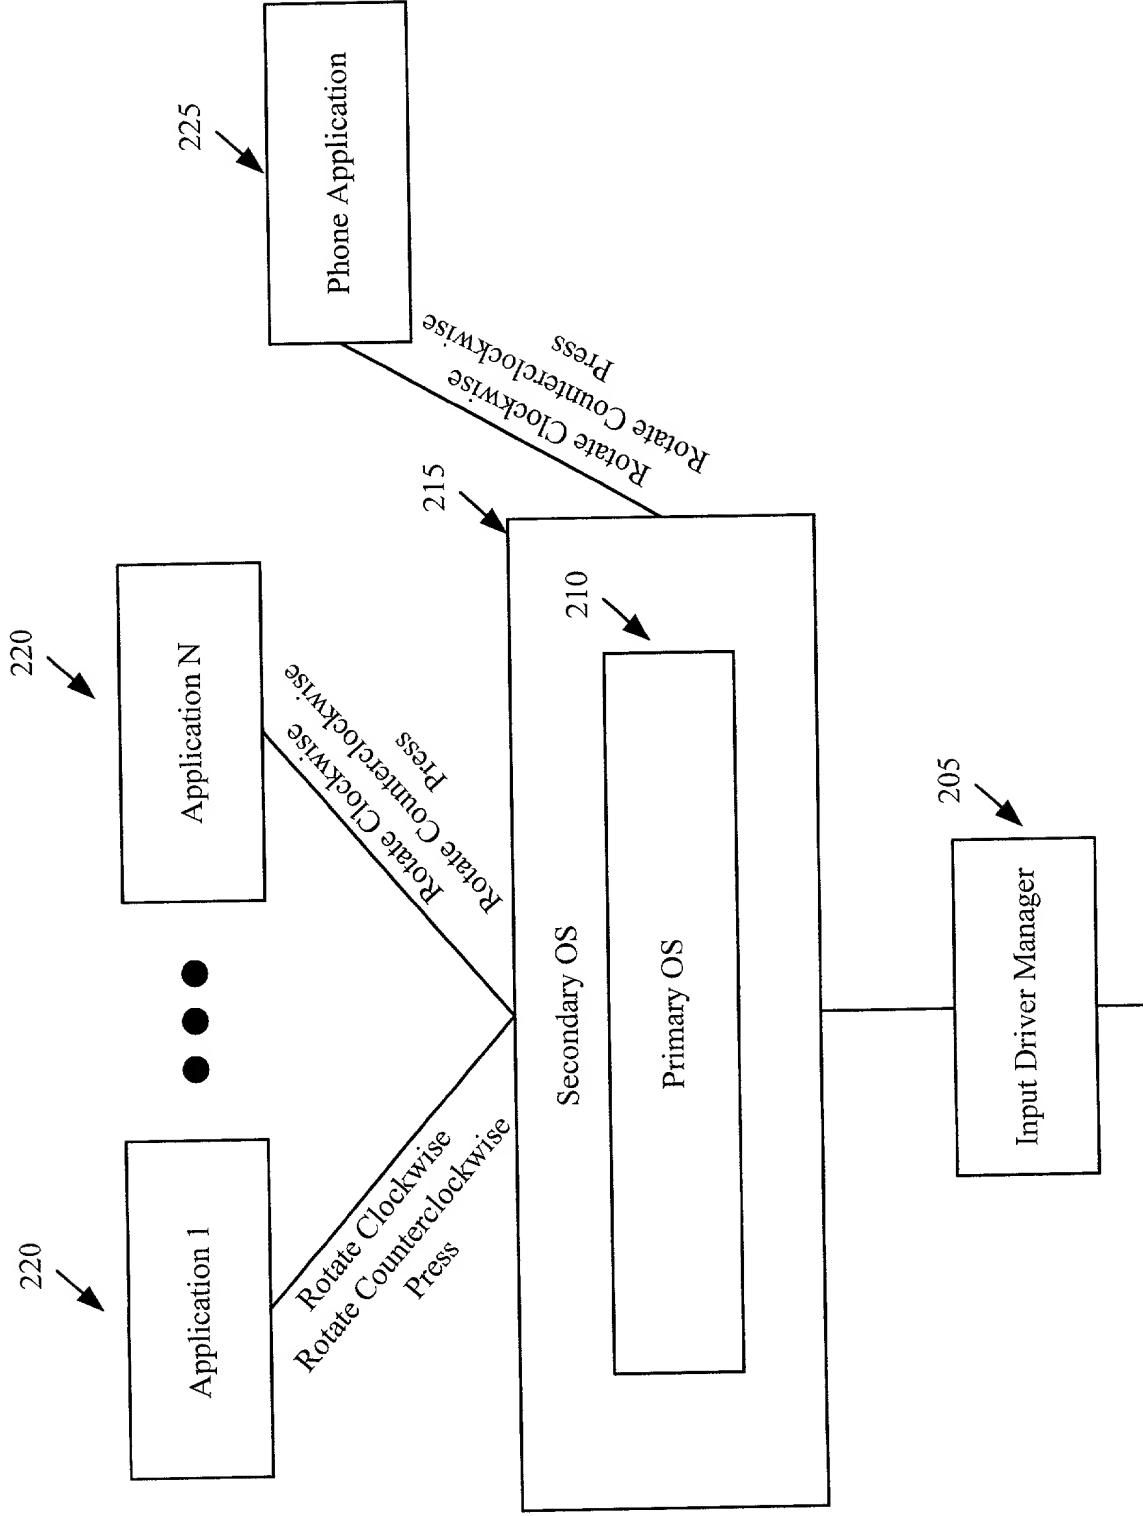 220
Application 1
220
Application N
225
Phone Application
Rotate Clockwise
Rotate Counterclockwise
Press
Rotate Clockwise
Rotate Counterclockwise
Press
Rotate Clockwise
Rotate Counterclockwise
Press
215
Secondary OS
210
Primary OS
205
Input Driver Manager